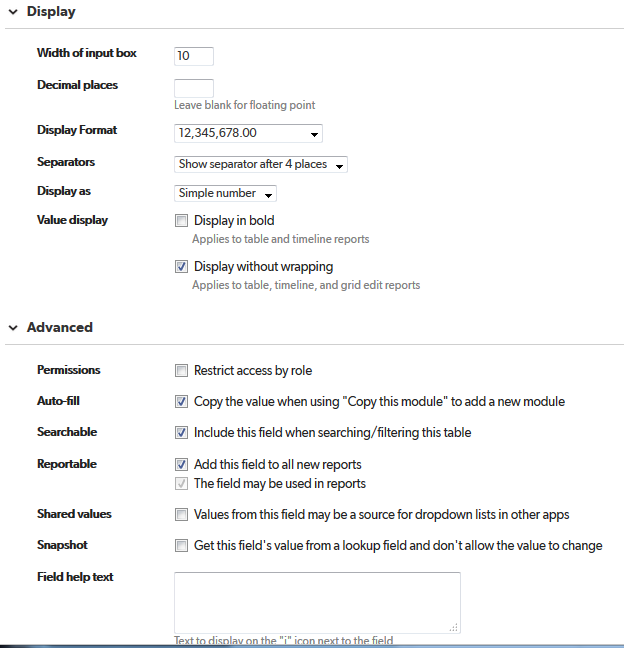 Display
Width of input box 10
Decimal places
Leave blank for floating point
Display Format 12,345,678.00
Separators Show separator after 4 places
Display as Simple number
Value display Display in bold
Applies to table and timeline reports
Display without wrapping
Applies to table, timeline, and grid edit reports
Advanced
Permissions Restrict access by role
Auto-fill Copy the value when using "Copy this module" to add a new module
Searchable Include this field when searching/filtering this table
Reportable Add this field to all new reports
The field may be used in reports
Shared values Values from this field may be a source for dropdown lists in other apps
Snapshot Get this field's value from a lookup field and don't allow the value to change
Field help text
Text to display on the "i" icon next to the field